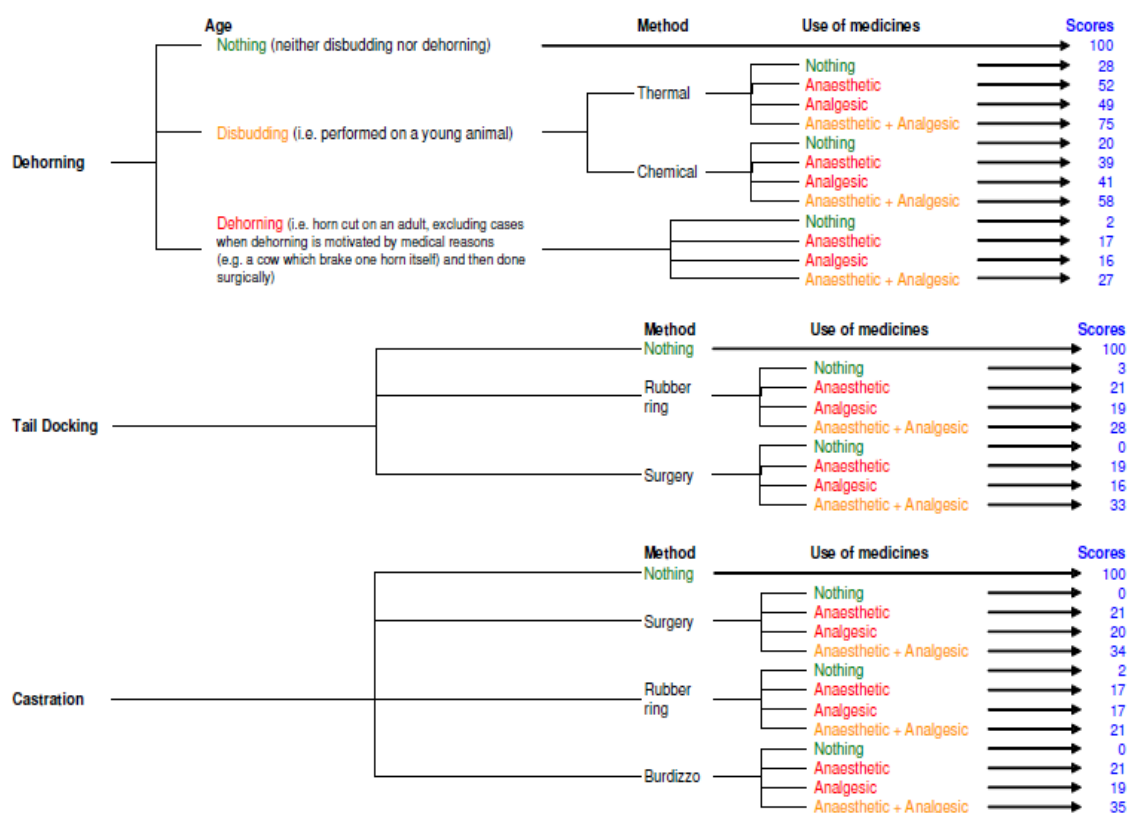 Age Method Use of medicines Scores
Nothing (neither disbudding nor dehorning) 100
Nothing 28
Anaesthetic 52
Thermal
Analgesic 49
Anaesthetic + Analgesic 75
Disbudding (i.e. performed on a young animal)
Nothing 20
Anaesthetic 39
Dehorning
Chemical
Analgesic 41
Anaesthetic + Analgesic 58
Dehorning (i.e. horn cut on an adult, excluding cases
when dehorning is motivated by medical reasons
(e.g. a cow which brake one horn itself) and then done
surgically)
Nothing 2
Anaesthetic 17
Analgesic 16
Anaesthetic + Analgesic 27
Method Use of medicines Scores
Nothing 100
Nothing 3
Rubber
ring
Anaesthetic 21
Analgesic 19
Anaesthetic + Analgesic 28
Tail Docking
Nothing 0
Anaesthetic 19
Surgery
Analgesic 16
Anaesthetic + Analgesic 33
Method Use of medicines Scores
Nothing 100
Nothing 0
Anaesthetic 21
Surgery
Analgesic 20
Anaesthetic + Analgesic 34
Nothing 2
Castration
Rubber
ring
Anaesthetic 17
Analgesic 17
Anaesthetic + Analgesic 21
Nothing 0
Anaesthetic 21
Burdizzo
Analgesic 19
Anaesthetic + Analgesic 35